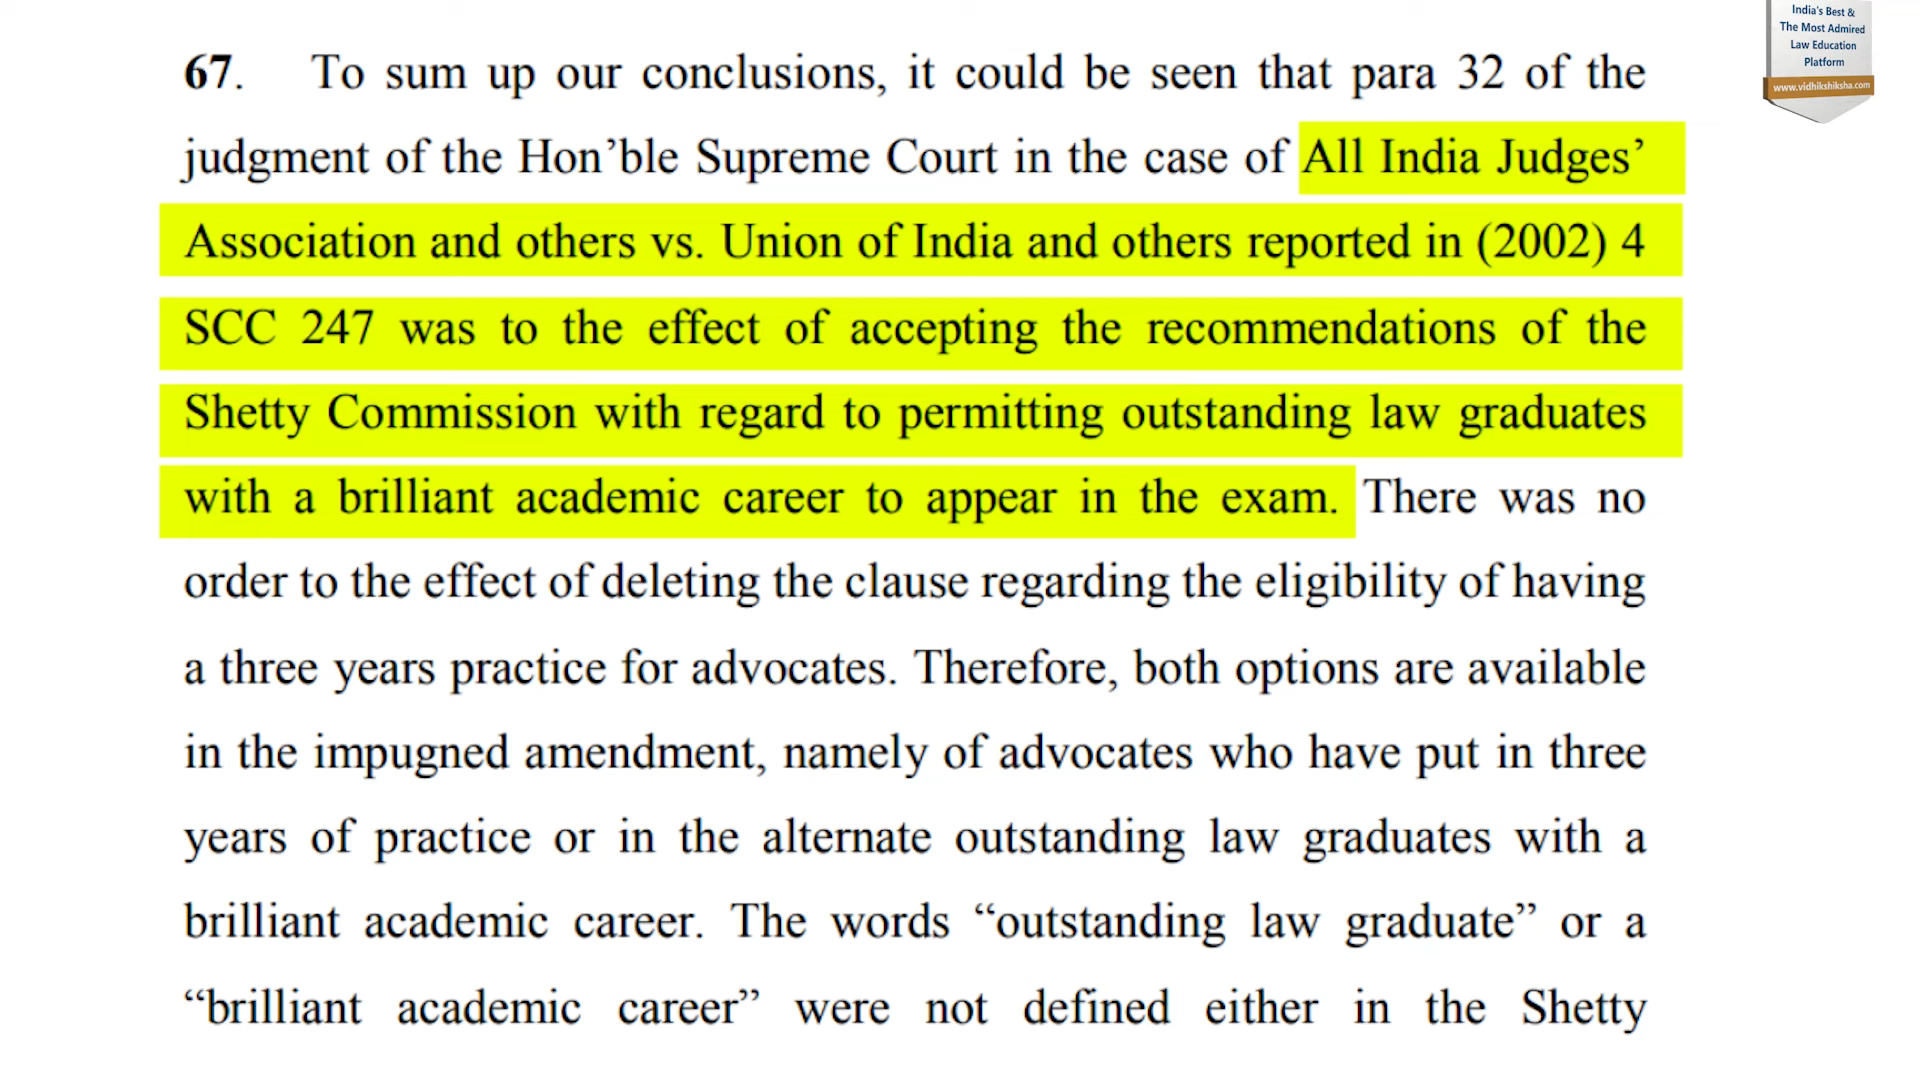 India's Best &
The Most Admired
Law Education
Platform
www.vidhikshiksha.com
67. To sum up our conclusions, it could be seen that para 32 of the
judgment of the Hon’ble Supreme Court in the case of All India Judges’
Association and others vs. Union of India and others reported in (2002) 4
SCC 247 was to the effect of accepting the recommendations of the
Shetty Commission with regard to permitting outstanding law graduates
with a brilliant academic career to appear in the exam. There was no
order to the effect of deleting the clause regarding the eligibility of having
a three years practice for advocates. Therefore, both options are available
in the impugned amendment, namely of advocates who have put in three
years of practice or in the alternate outstanding law graduates with a
brilliant academic career. The words “outstanding law graduate” or a
“brilliant academic career” were not defined either in the Shetty